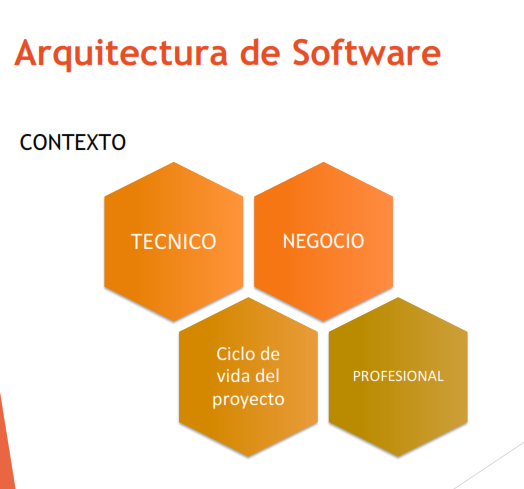 Arquitectura de Software
CONTEXTO
TECNICO
NEGOCIO
Ciclo de
vida del
proyecto
PROFESIONAL